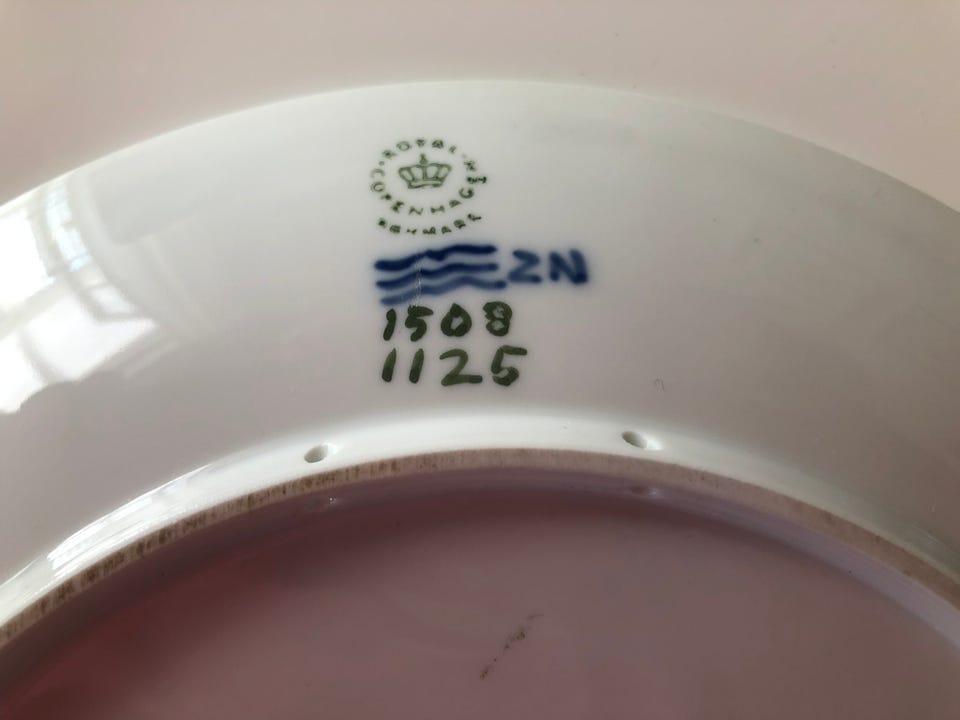 ROYAL
COPENHAGEN
DENMARK
ZN
1508
1125